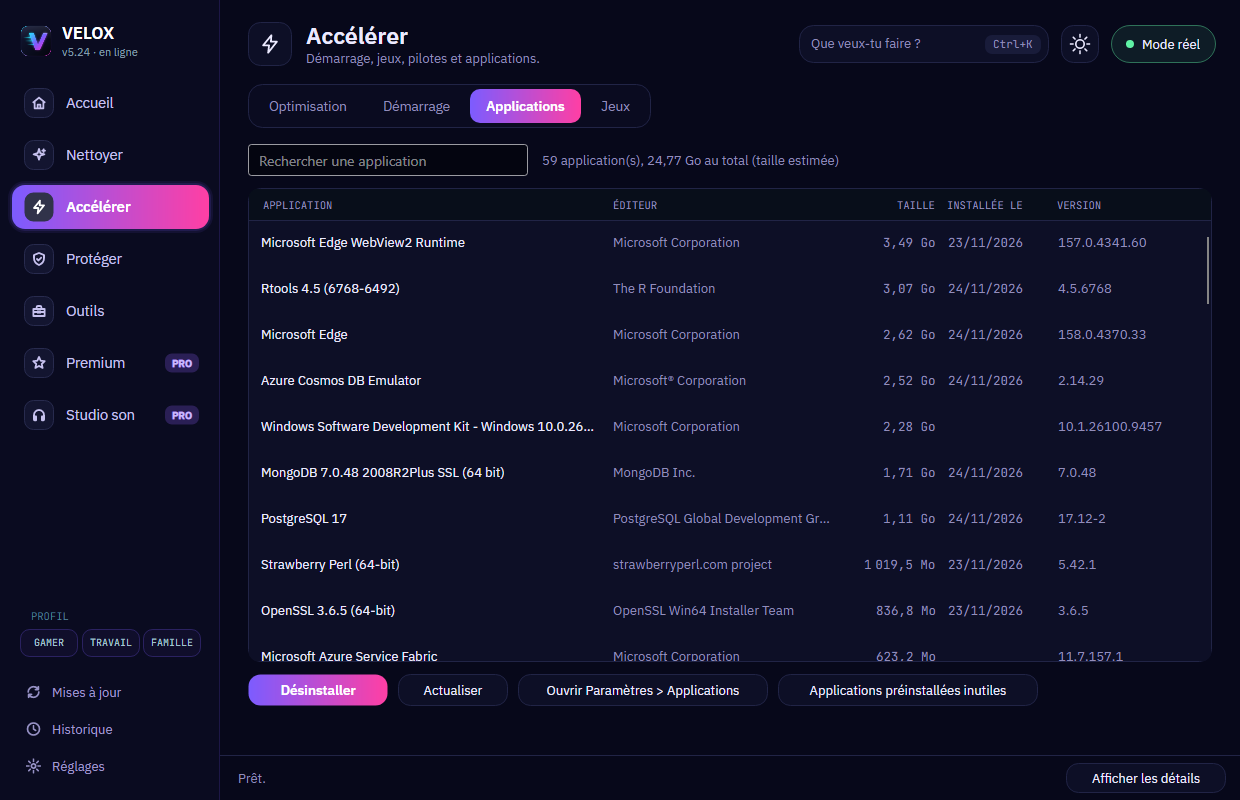 VELOX
v5.24 · en ligne
Accueil
Nettoyer
Accélérer
Protéger
Outils
Premium PRO
Studio son PRO
PROFIL
GAMER TRAVAIL FAMILLE
Mises à jour
Historique
Réglages
Accélérer
Démarrage, jeux, pilotes et applications.
Que veux-tu faire ? Ctrl+K
Mode réel
Optimisation Démarrage Applications Jeux
Rechercher une application 59 application(s), 24,77 Go au total (taille estimée)
APPLICATION ÉDITEUR TAILLE INSTALLÉE LE VERSION
Microsoft Edge WebView2 Runtime Microsoft Corporation 3,49 Go 23/11/2026 157.0.4341.60
Rtools 4.5 (6768-6492) The R Foundation 3,07 Go 24/11/2026 4.5.6768
Microsoft Edge Microsoft Corporation 2,62 Go 24/11/2026 158.0.4370.33
Azure Cosmos DB Emulator Microsoft® Corporation 2,52 Go 24/11/2026 2.14.29
Windows Software Development Kit - Windows 10.0.26... Microsoft Corporation 2,28 Go 10.1.26100.9457
MongoDB 7.0.48 2008R2Plus SSL (64 bit) MongoDB Inc. 1,71 Go 24/11/2026 7.0.48
PostgreSQL 17 PostgreSQL Global Development Gr... 1,11 Go 24/11/2026 17.12-2
Strawberry Perl (64-bit) strawberryperl.com project 1 019,5 Mo 23/11/2026 5.42.1
OpenSSL 3.6.5 (64-bit) OpenSSL Win64 Installer Team 836,8 Mo 23/11/2026 3.6.5
Microsoft Azure Service Fabric Microsoft Corporation 623,2 Mo 11.7.157.1
Désinstaller Actualiser Ouvrir Paramètres > Applications Applications préinstallées inutiles
Prêt. Afficher les détails